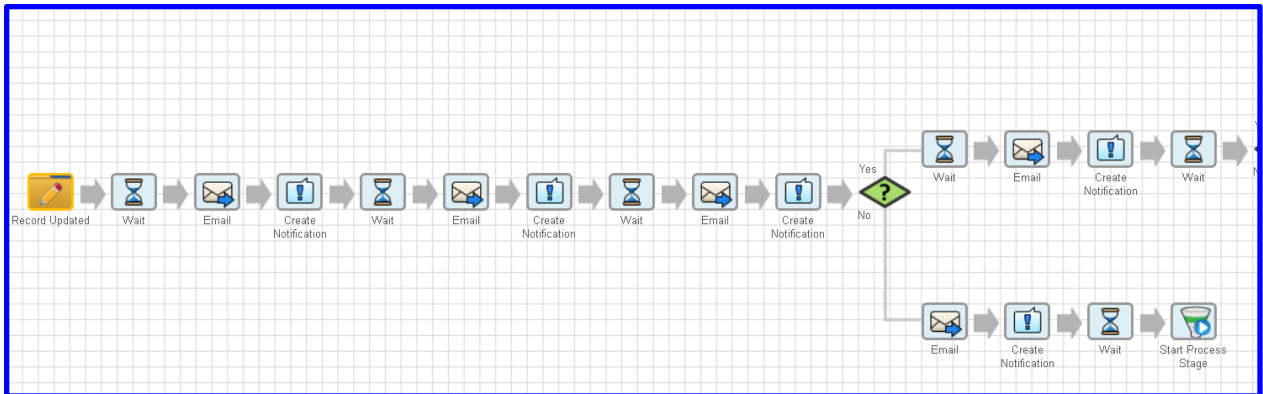 Record Updated
Wait
Email
Create
Notification
Wait
Email
Create
Notification
Wait
Email
Create
Notification
?
Yes
No
Wait
Email
Create
Notification
Wait
Email
Create
Notification
Wait
Start Process
Stage